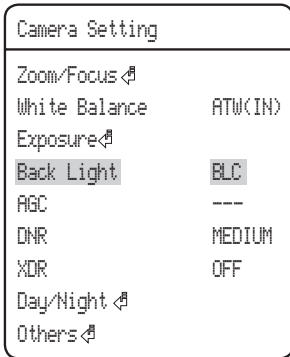 Camera Setting
Zoom/Focus ⏎
White Balance ATW(IN)
Exposure⏎
Back Light BLC
AGC ---
DNR MEDIUM
XDR OFF
Day/Night ⏎
Others⏎